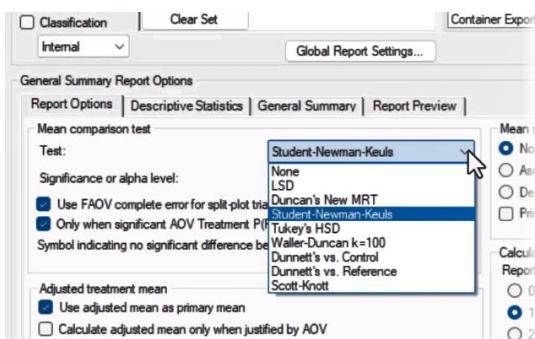 Classification
Clear Set
Container Expor
Internal
Global Report Settings...
General Summary Report Options
Report Options
Descriptive Statistics
General Summary
Report Preview
Mean comparison test
Mean
Test:
Student-Newman-Keuls
No
None
Significance or alpha level:
LSD
As
Duncan's New MRT
De
Use FAOV complete error for split-plot tria
Student-Newman-Keuls
Pri
Only when significant AOV Treatment P(
Tukey's HSD
Symbol indicating no significant difference be
Waller-Duncan k=100
Dunnett's vs. Control
Calcula
Dunnett's vs. Reference
Report
Adjusted treatment mean
Scott-Knott
0
Use adjusted mean as primary mean
1
Calculate adjusted mean only when justified by AOV
2